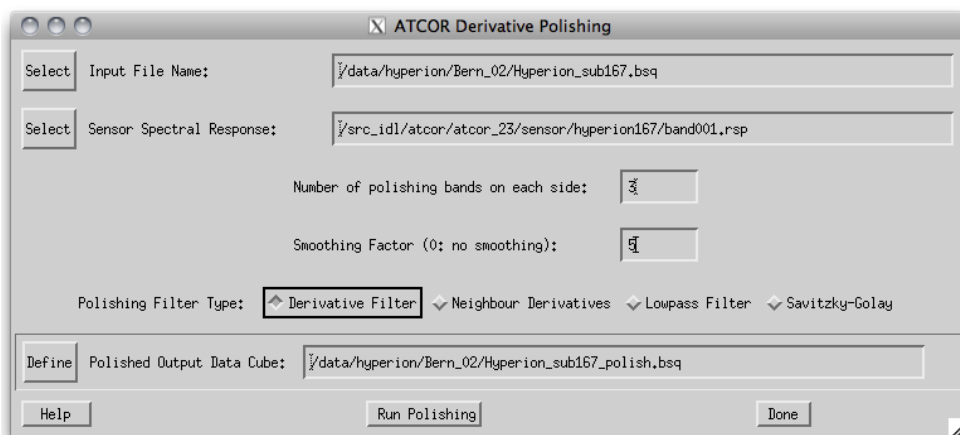 ATCOR Derivative Polishing
Select Input File Name: /data/hyperion/Bern_02/Hyperion_sub167.bsq
Select Sensor Spectral Response: /src_idl/atcor/atcor_23/sensor/hyperion167/band001.rsp
Number of polishing bands on each side: 3
Smoothing Factor (0: no smoothing): 5
Polishing Filter Type: Derivative Filter Neighbour Derivatives Lowpass Filter Savitzky-Golay
Define Polished Output Data Cube: /data/hyperion/Bern_02/Hyperion_sub167_polish.bsq
Help Run Polishing Done